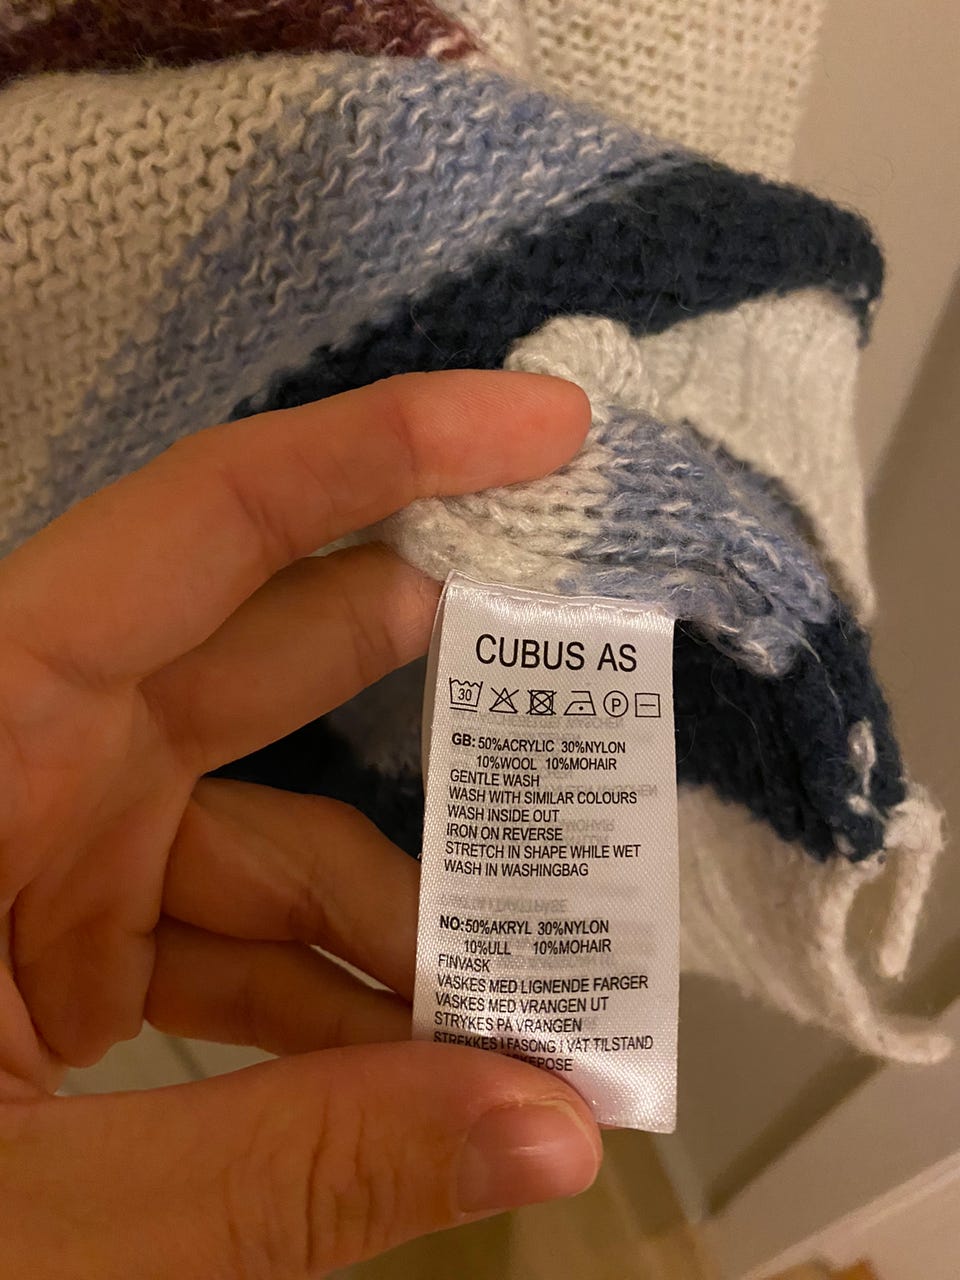 CUBUS AS
30 P
GB: 50%ACRYLIC 30%NYLON
10%WOOL 10%MOHAIR
GENTLE WASH
WASH WITH SIMILAR COLOURS
WASH INSIDE OUT
IRON ON REVERSE
STRETCH IN SHAPE WHILE WET
WASH IN WASHINGBAG
NO:50%AKRYL 30%NYLON
10%ULL 10%MOHAIR
FINVASK
VASKES MED LIGNENDE FARGER
VASKES MED VRANGEN UT
STRYKES PÅ VRANGEN
STREKKES I FASONG I VÅT TILSTAND